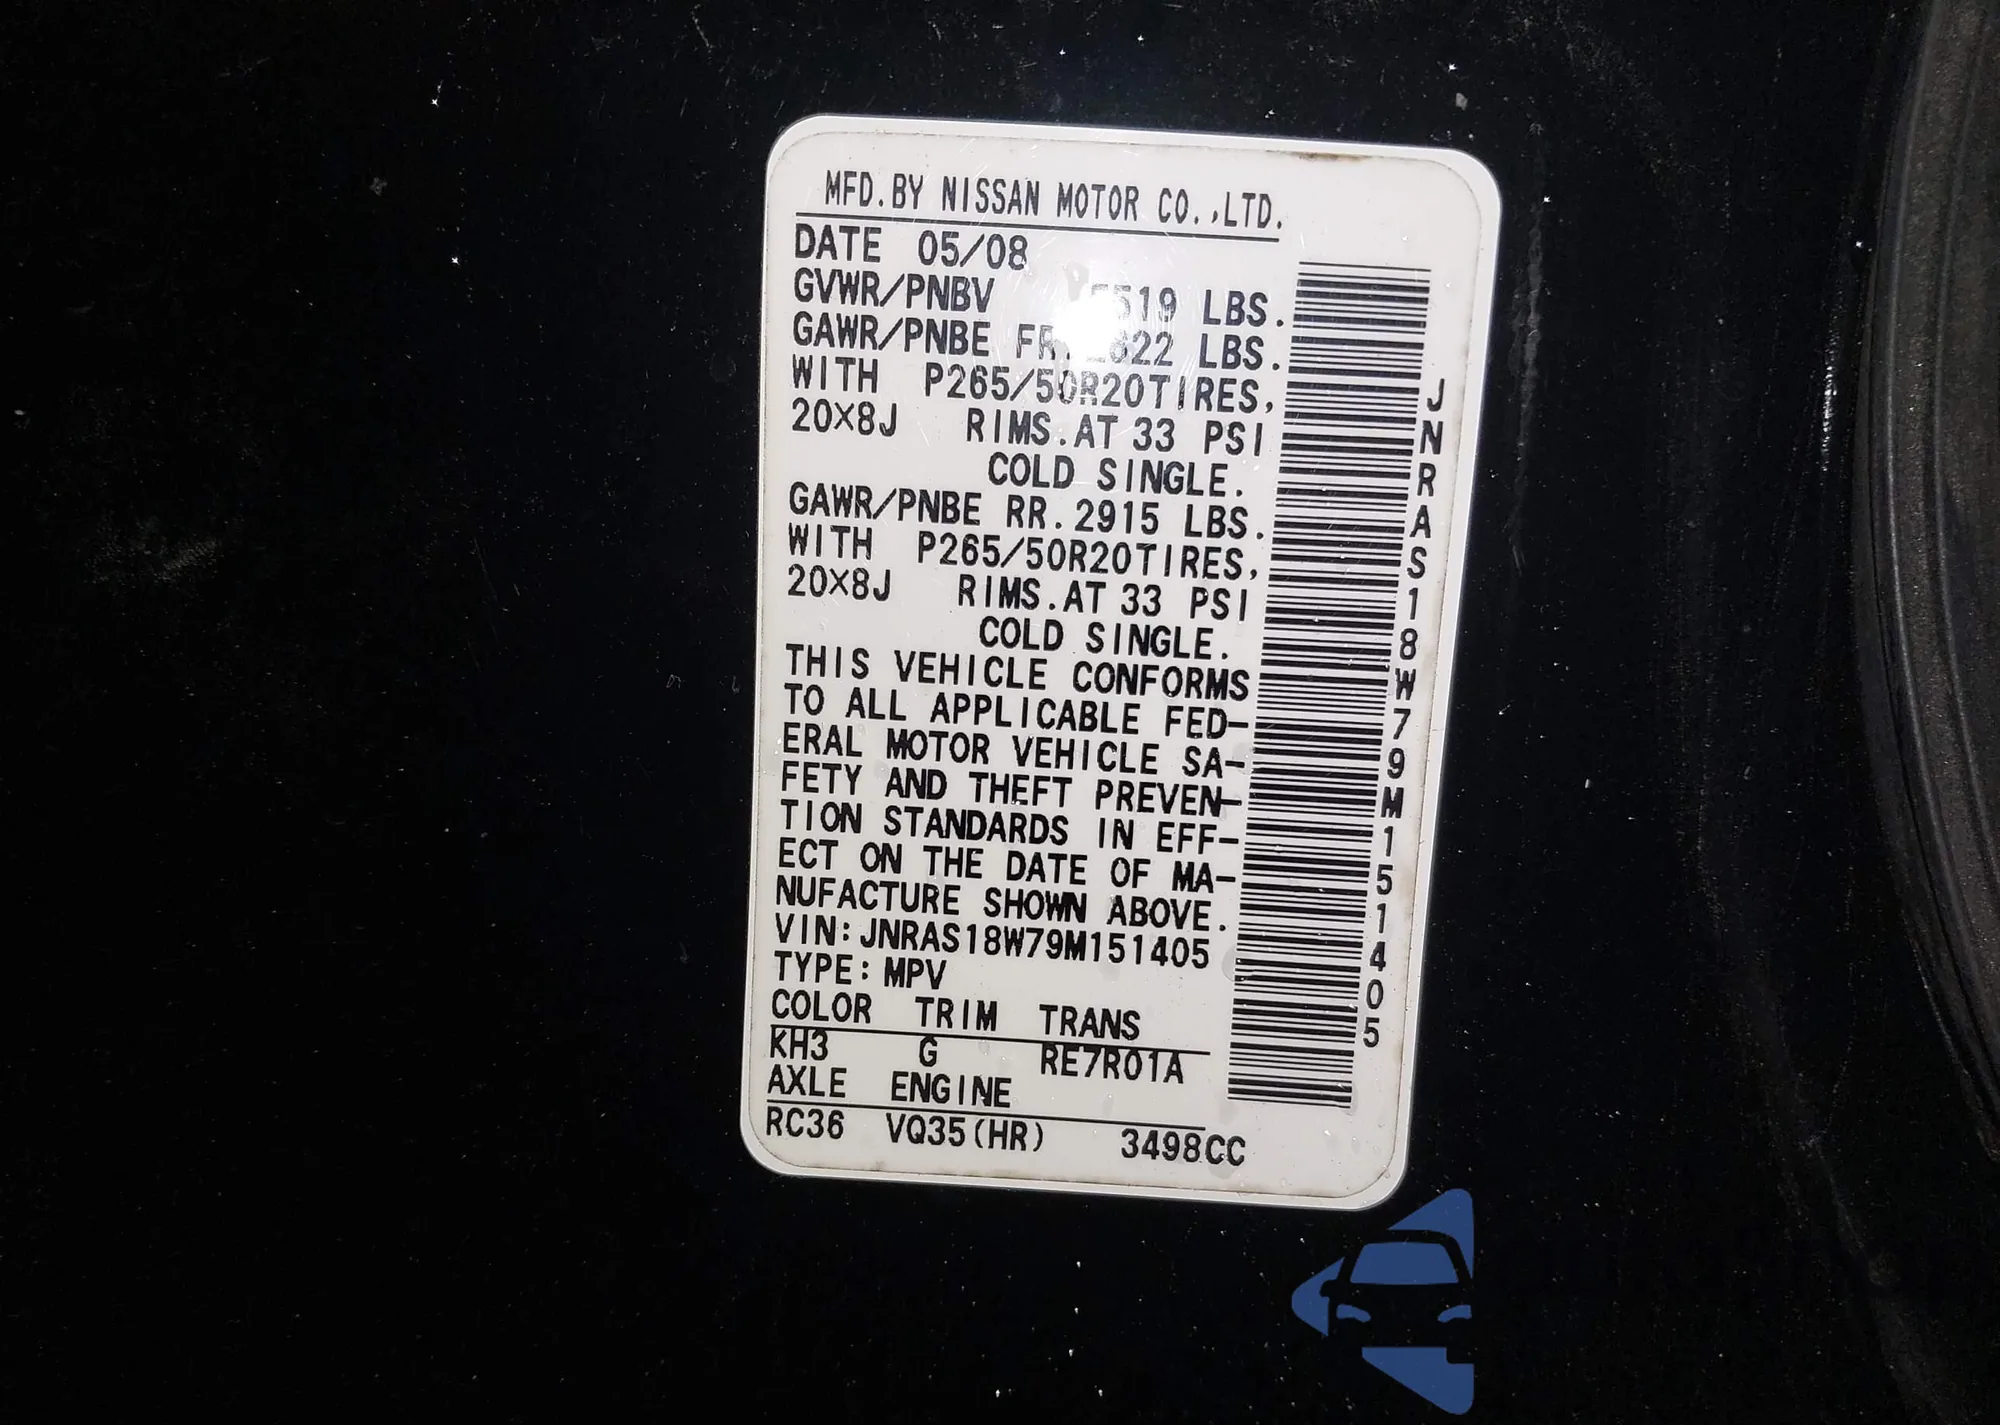 MFD.BY NISSAN MOTOR CO.,LTD.
DATE 05/08
GVWR/PNBV LBS.
GAWR/PNBE LBS.
WITH P265/50R20TIRES,
20×8J RIMS.AT 33 PSI
COLD SINGLE.
GAWR/PNBE RR.2915 LBS.
WITH P265/50R20TIRES,
20×8J RIMS.AT 33 PSI
COLD SINGLE.
THIS VEHICLE CONFORMS
TO ALL APPLICABLE FED-
ERAL MOTOR VEHICLE SA-
FETY AND THEFT PREVEN-
TION STANDARDS IN EFF-
ECT ON THE DATE OF MA-
NUFACTURE SHOWN ABOVE.
VIN:JNRAS18W79M151405
TYPE:MPV
COLOR TRIM TRANS
KH3 G RE7R01A
AXLE ENGINE
RC36 VQ35(HR) 3498CC
JNRAS18W79M151405